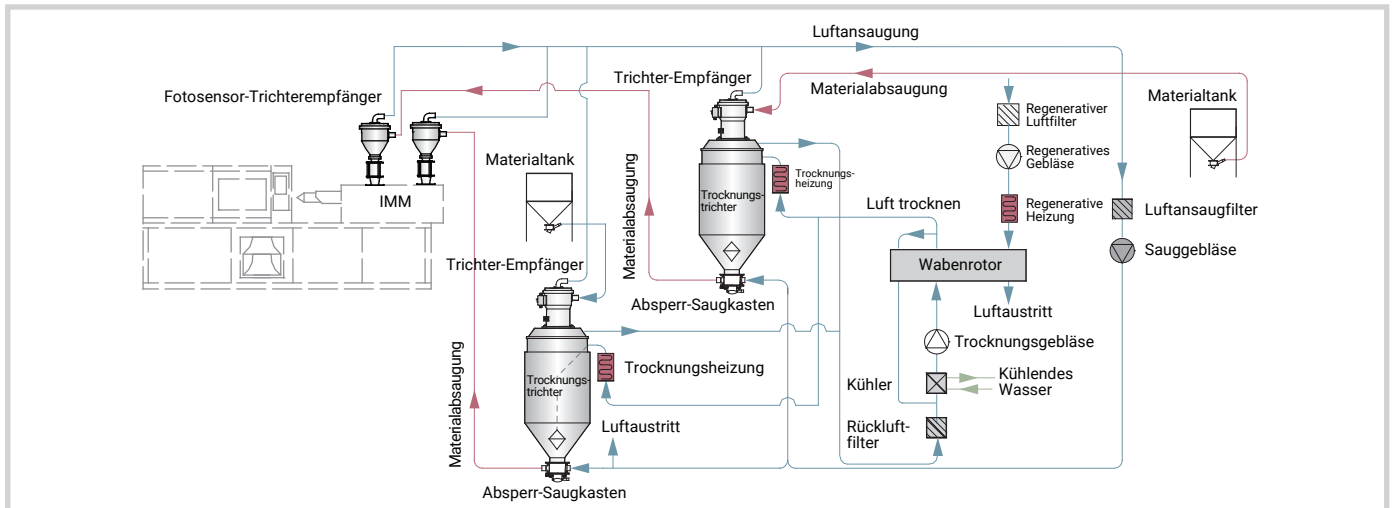 Luftansaugung
Trichter-Empfänger
Materialabsaugung
Fotosensor-Trichterempfänger
Regenerativer
Luftfilter
Materialtank
Regeneratives
Gebläse
Materialtank
Trocknungs-
heizung
Trocknungs-
trichter
IMM
Luft trocknen
Regenerative
Heizung
Luftansaugfilter
Materialabsaugung
Sauggebläse
Wabenrotor
Trichter-Empfänger
Absperr-Saugkasten
Luftaustritt
Trocknungsgebläse
Materialabsaugung
Trocknungsheizung
Trocknungs-
trichter
Kühler
Kühlendes
Wasser
Luftaustritt
Rückluft-
filter
Absperr-Saugkasten